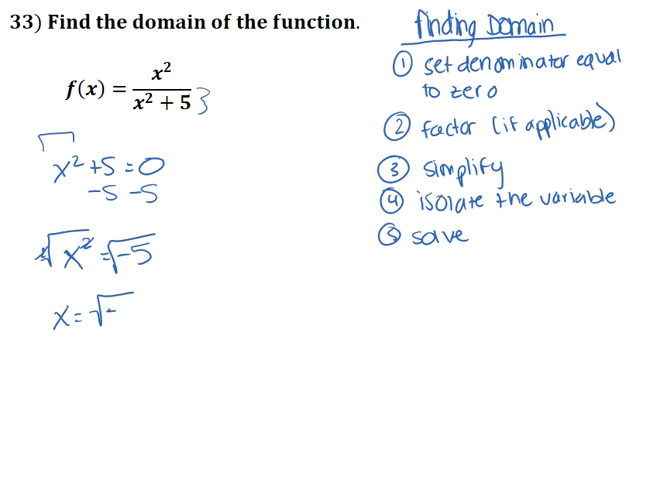 33) Find the domain of the function.
f(x) = x² / x² + 5
x² + 5 = 0
-5 -5
√x² = √-5
x = √-
Finding Domain
① set denominator equal
to zero
② factor (if applicable)
③ simplify
④ isolate the variable
⑤ solve